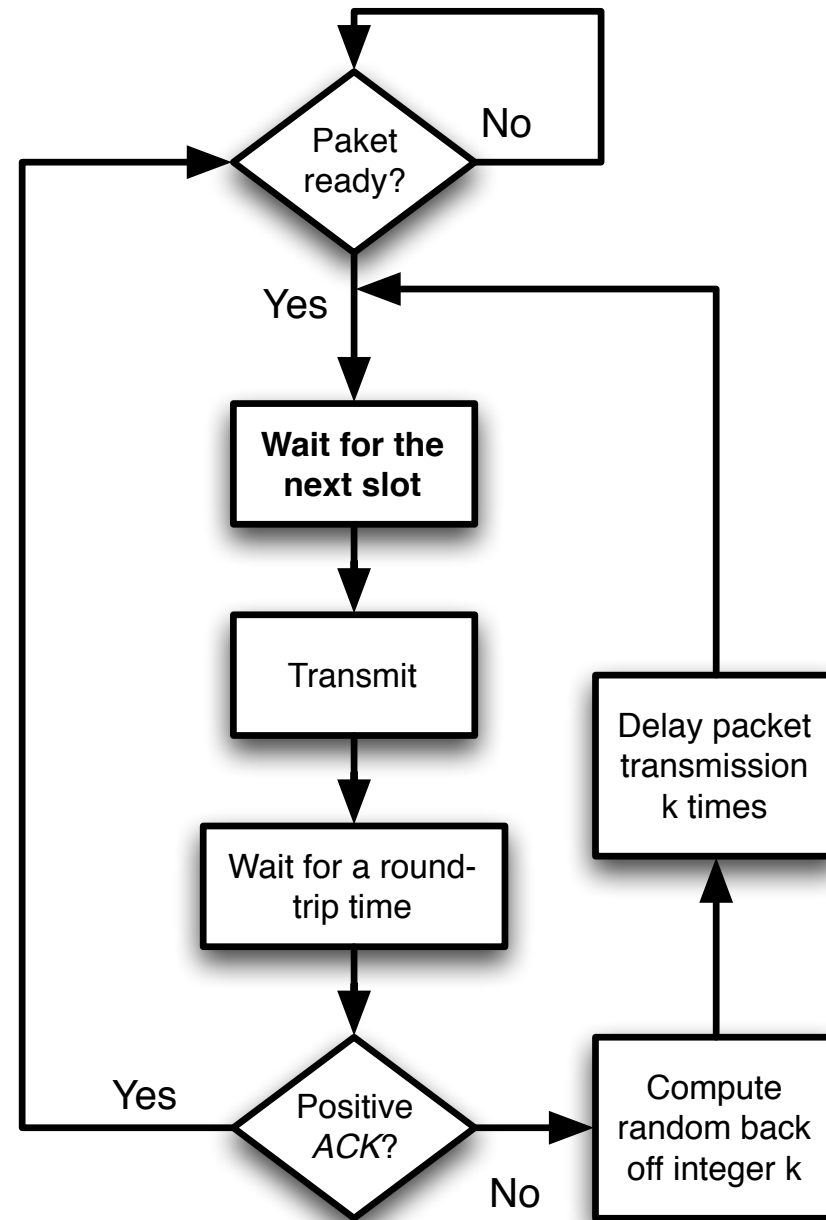 Paket
ready?
No
Yes
Wait for the
next slot
Transmit
Wait for a round-
trip time
Positive
ACK?
Yes
No
Compute
random back
off integer k
Delay packet
transmission
k times